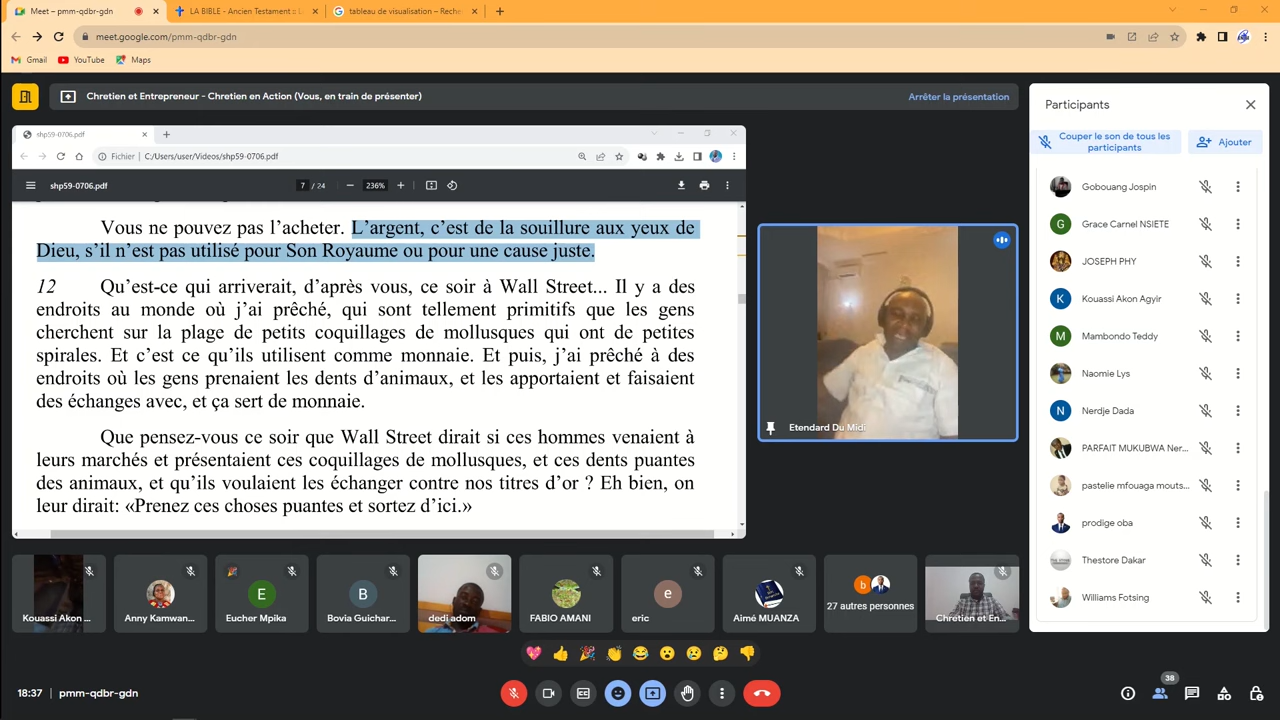 Meet – pmm-qdbr-gdn
LA BIBLE - Ancien Testament
tableau de visualisation – Reche
meet.google.com/pmm-qdbr-gdn
Gmail
YouTube
Maps
Chretien et Entrepreneur - Chretien en Action (Vous, en train de présenter)
Arrêter la présentation
shp59-0706.pdf
Fichier
C:/Users/user/Videos/shp59-0706.pdf
shp59-0706.pdf
7 / 24
236%
Vous ne pouvez pas l’acheter. L’argent, c’est de la souillure aux yeux de
Dieu, s’il n’est pas utilisé pour Son Royaume ou pour une cause juste.
12 Qu’est-ce qui arriverait, d’après vous, ce soir à Wall Street... Il y a des
endroits au monde où j’ai prêché, qui sont tellement primitifs que les gens
cherchent sur la plage de petits coquillages de mollusques qui ont de petites
spirales. Et c’est ce qu’ils utilisent comme monnaie. Et puis, j’ai prêché à des
endroits où les gens prenaient les dents d’animaux, et les apportaient et faisaient
des échanges avec, et ça sert de monnaie.
Que pensez-vous ce soir que Wall Street dirait si ces hommes venaient à
leurs marchés et présentaient ces coquillages de mollusques, et ces dents puantes
des animaux, et qu’ils voulaient les échanger contre nos titres d’or ? Eh bien, on
leur dirait: «Prenez ces choses puantes et sortez d’ici.»
Etendard Du Midi
Participants
Couper le son de tous les
participants
Ajouter
Gobouang Jospin
G
Grace Carnel NSIETE
JOSEPH PHY
K
Kouassi Akon Agyir
M
Mambondo Teddy
Naomie Lys
N
Nerdje Dada
PARFAIT MUKUBWA Ner...
pastelie mfouaga mouts...
prodige oba
Thestore Dakar
Williams Fotsing
Kouassi Akon ...
Anny Kamwan...
E
Eucher Mpika
B
Bovia Guichar...
dedi adom
FABIO AMANI
e
eric
Aimé MUANZA
b
27 autres personnes
Chretien et En...
18:37
pmm-qdbr-gdn
38